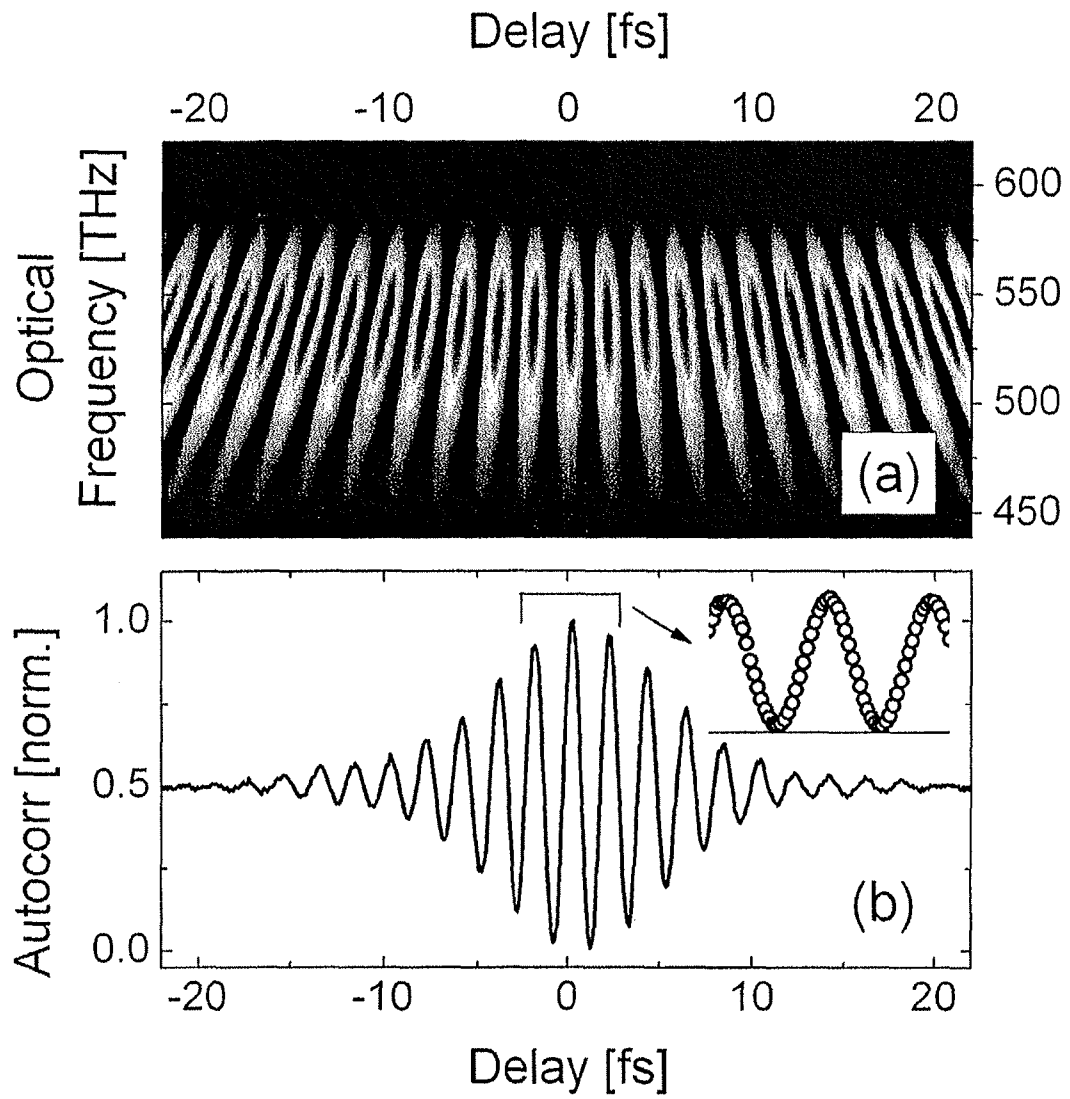 Delay [fs]
-20 -10 0 10 20
Optical
Frequency [THz]
600
550
500
450
(a)
Autocorr [norm.]
1.0
0.5
0.0
(b)
-20 -10 0 10 20
Delay [fs]